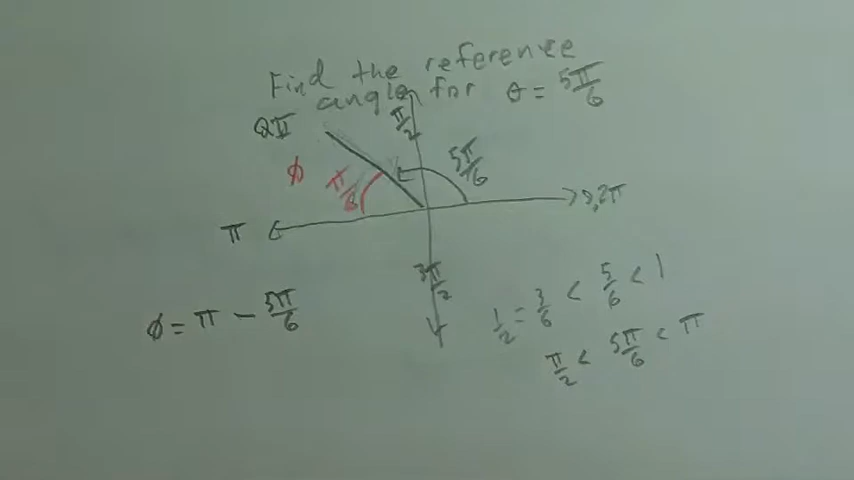 Find the reference
angle for θ = 5π/6
QII
π/2
5π/6
ϕ
π/6
0,2π
π
3π/2
ϕ = π - 5π/6
1/2 = 3/6 < 5/6 < 1
π/2 < 5π/6 < π